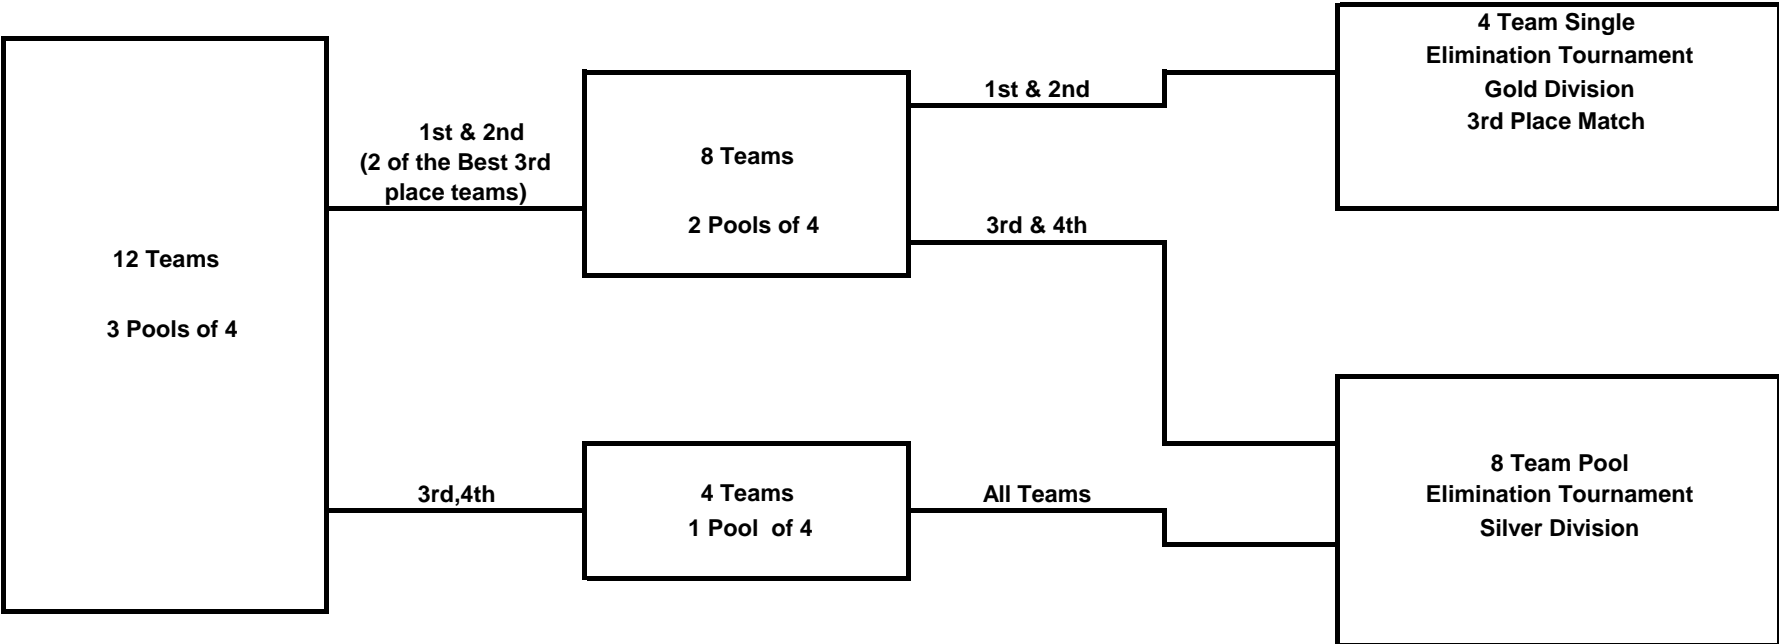 12 Teams
3 Pools of 4
1st & 2nd
(2 of the Best 3rd
place teams)
3rd,4th
8 Teams
2 Pools of 4
4 Teams
1 Pool  of 4
1st & 2nd
3rd & 4th
All Teams
4 Team Single
Elimination Tournament
Gold Division
3rd Place Match
8 Team Pool
Elimination Tournament
Silver Division